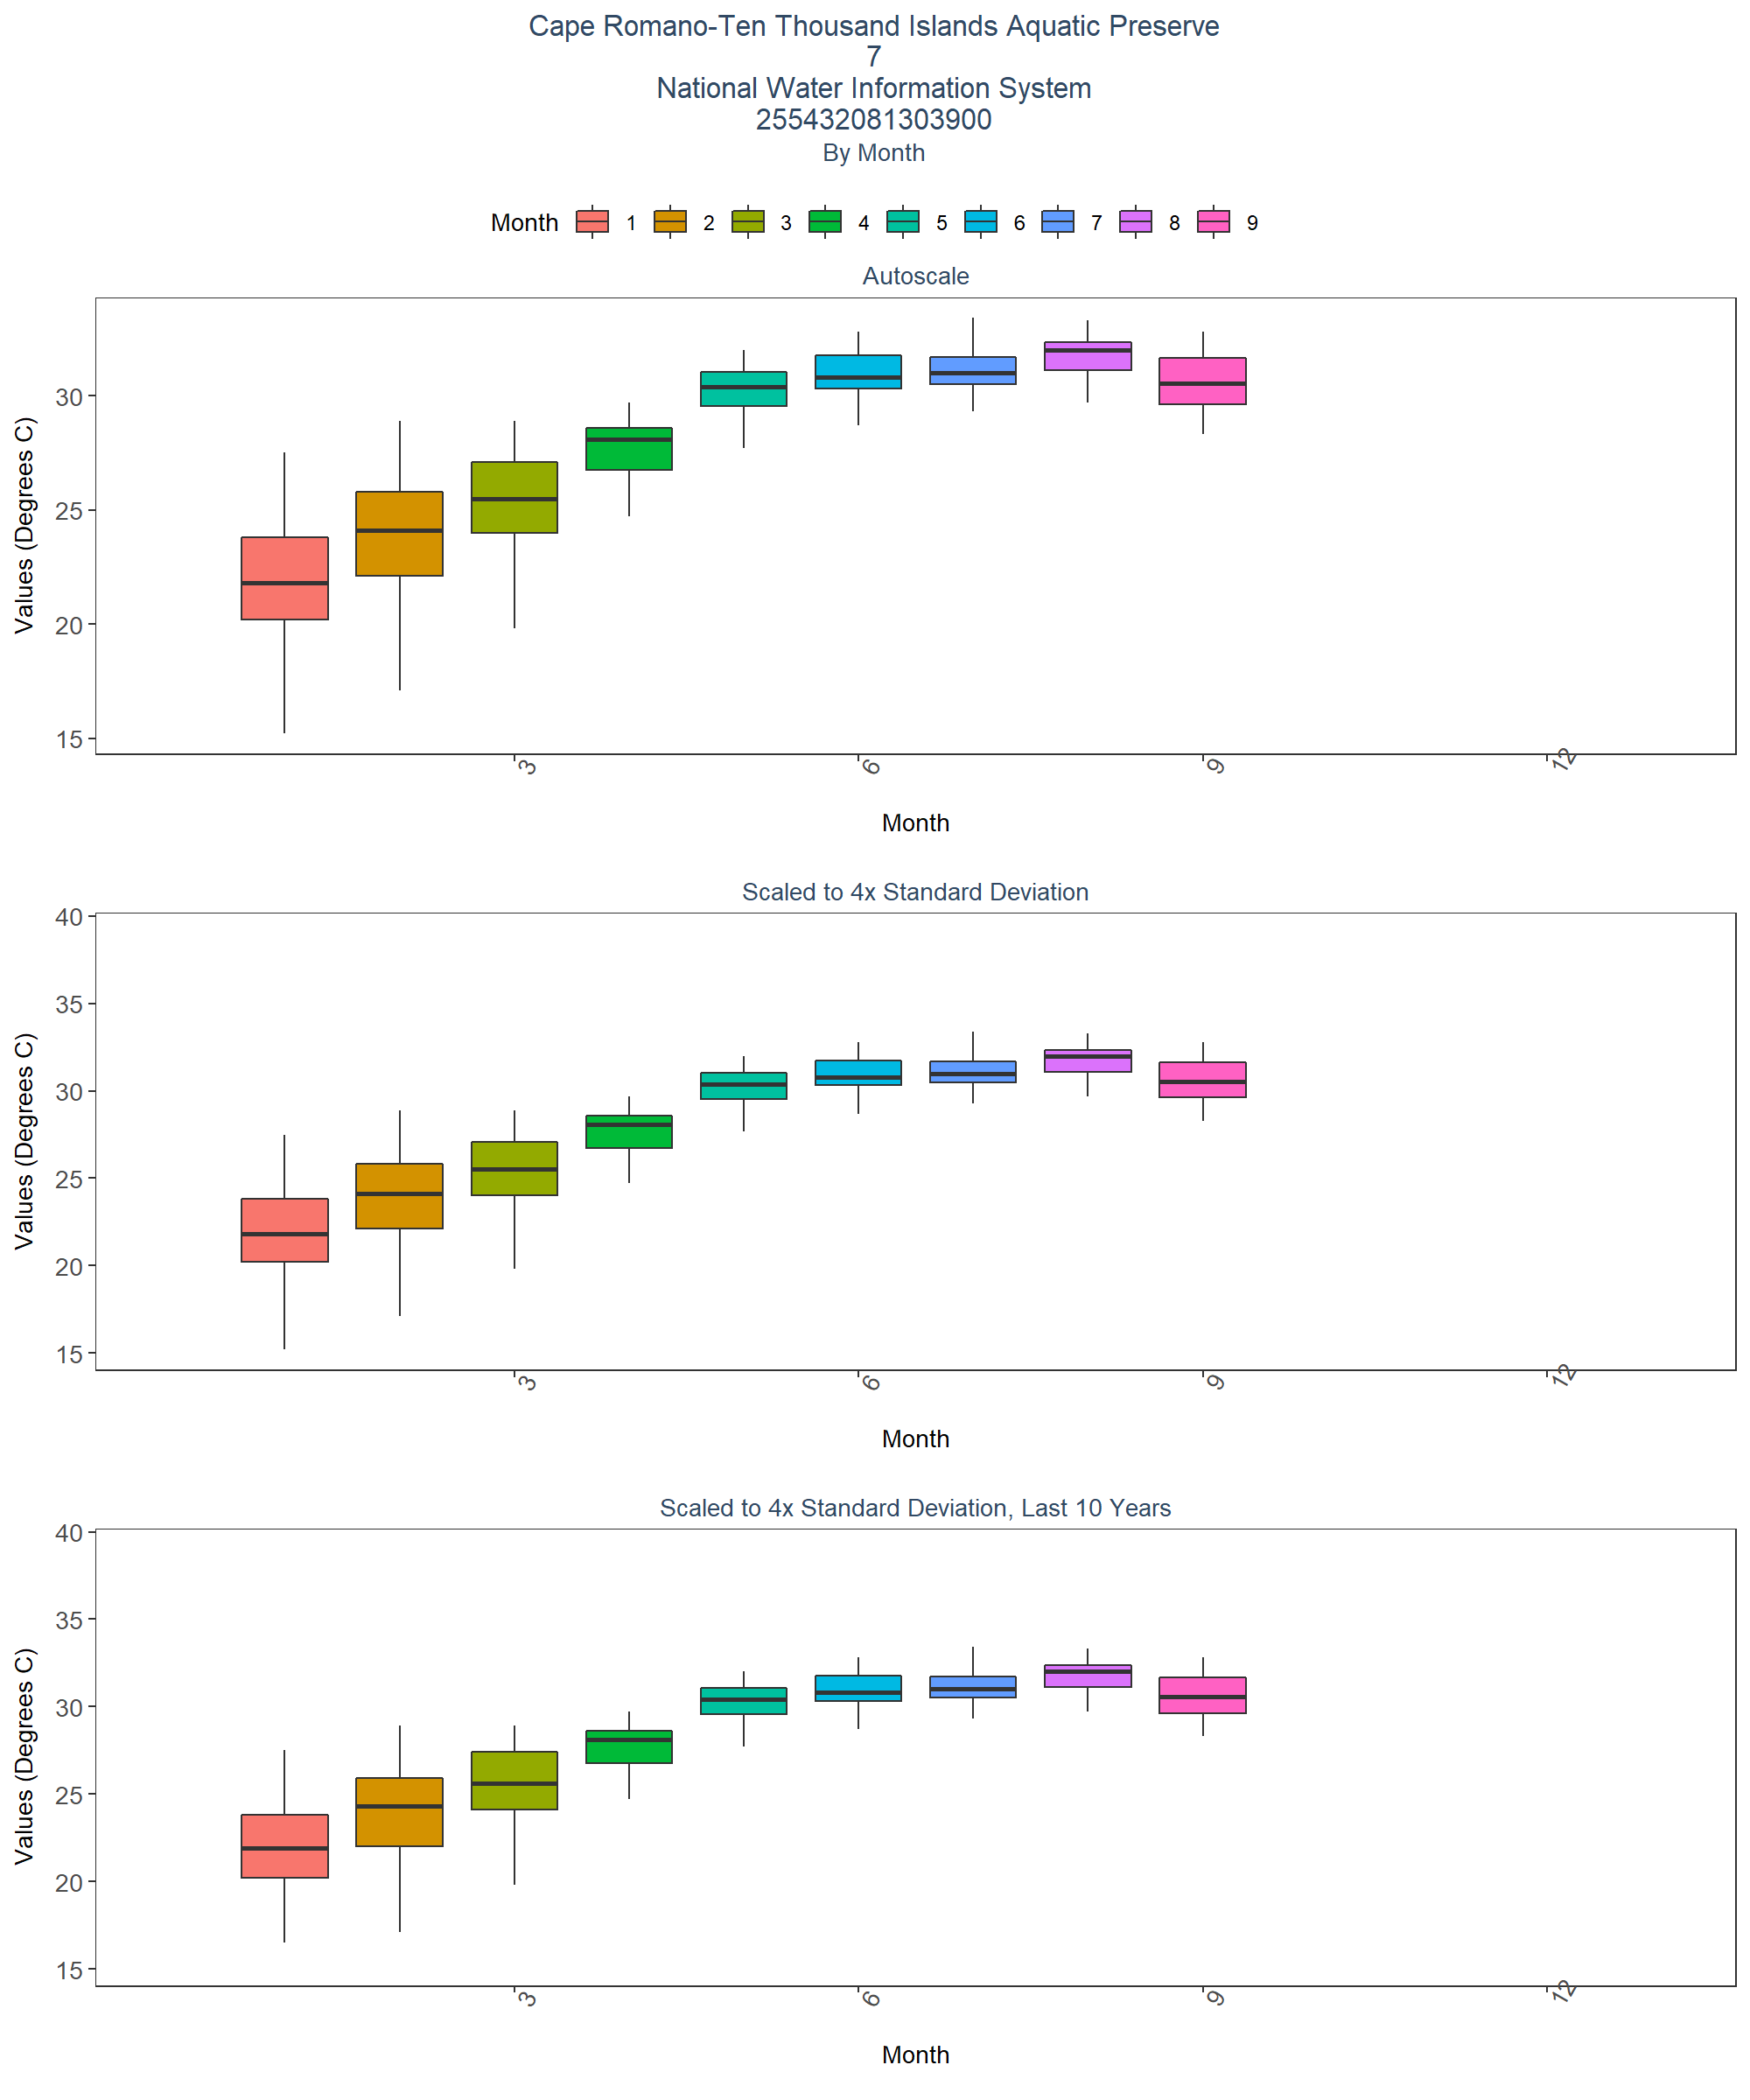 Cape Romano-Ten Thousand Islands Aquatic Preserve
7
National Water Information System
255432081303900
By Month
Month 1 2 3 4 5 6 7 8 9
Autoscale
Values (Degrees C)
30
25
20
15
3 6 9 12
Month
Scaled to 4x Standard Deviation
Values (Degrees C)
40
35
30
25
20
15
3 6 9 12
Month
Scaled to 4x Standard Deviation, Last 10 Years
Values (Degrees C)
40
35
30
25
20
15
3 6 9 12
Month